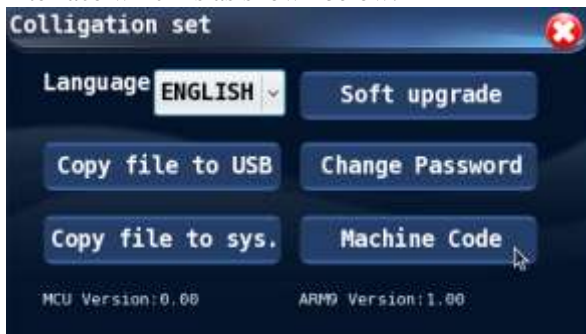 Colligation set
Language ENGLISH Soft upgrade
Copy file to USB Change Password
Copy file to sys. Machine Code
MCU Version:0.00 ARM9 Version:1.00